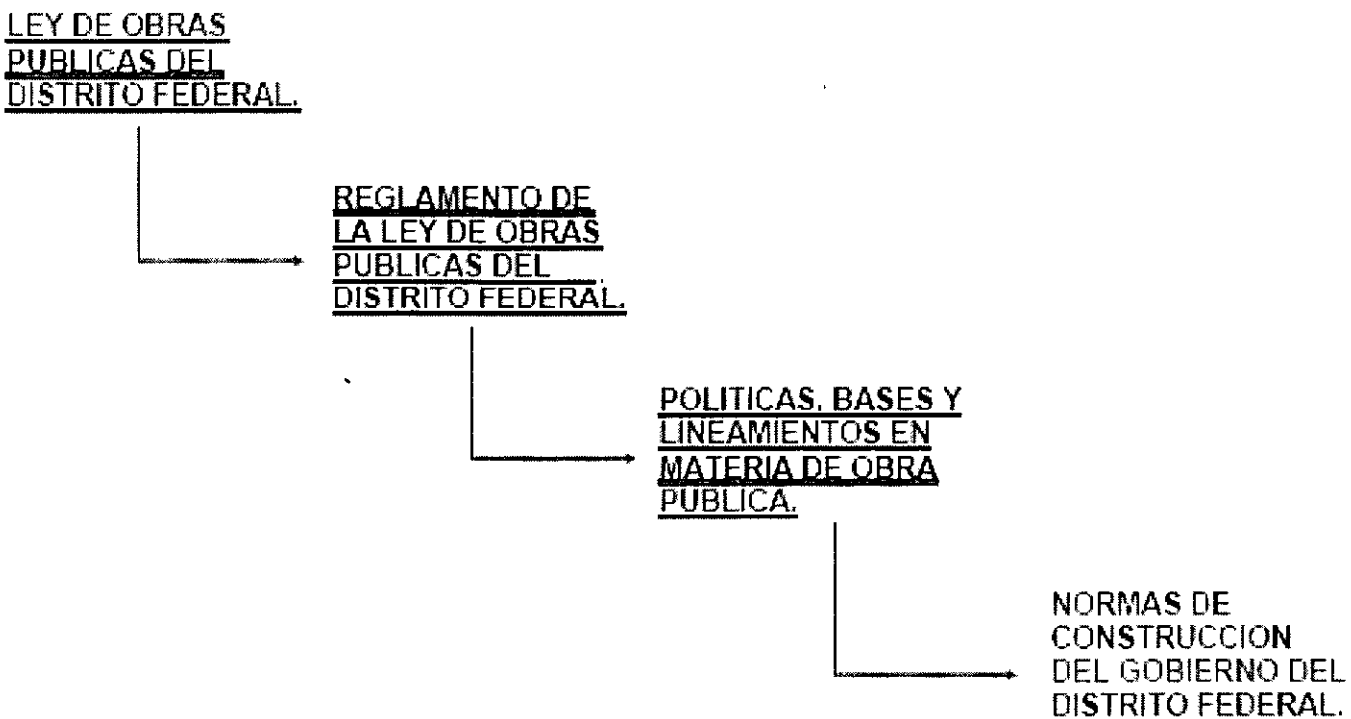 LEY DE OBRAS
PUBLICAS DEL
DISTRITO FEDERAL.
REGLAMENTO DE
LA LEY DE OBRAS
PUBLICAS DEL
DISTRITO FEDERAL.
POLITICAS, BASES Y
LINEAMIENTOS EN
MATERIA DE OBRA
PUBLICA.
NORMAS DE
CONSTRUCCION
DEL GOBIERNO DEL
DISTRITO FEDERAL.